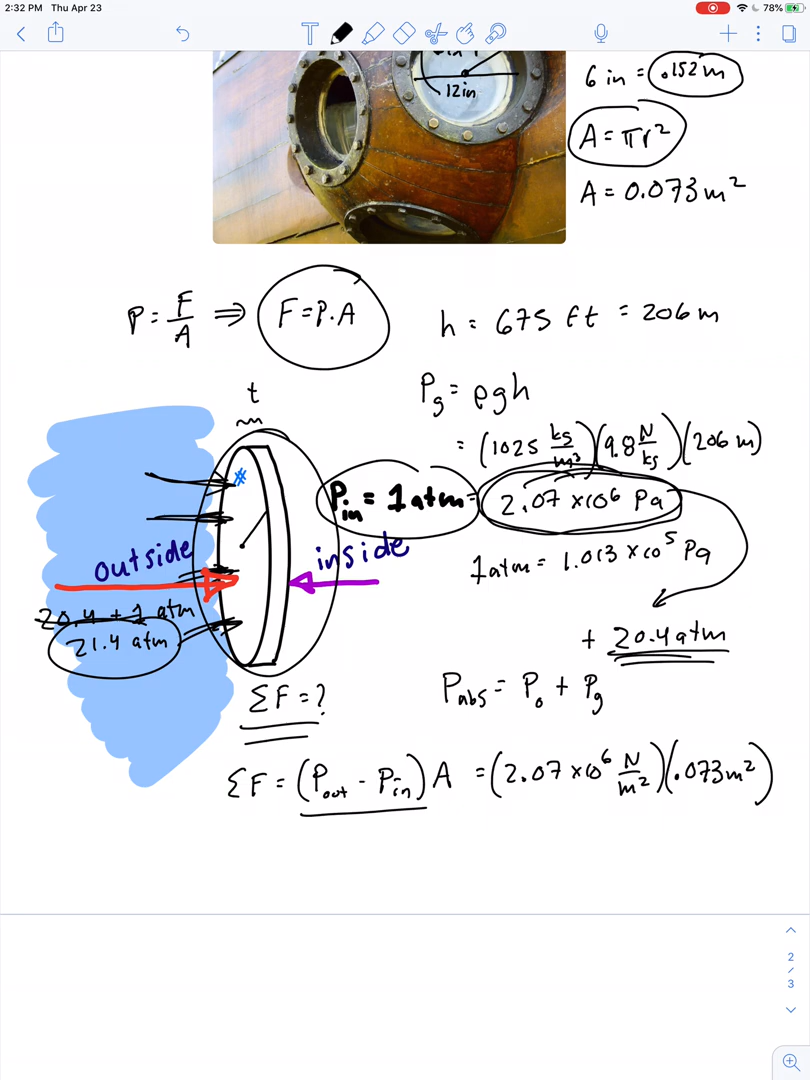 2:32 PM Thu Apr 23
78%
T
12in
6 in = .152 m
A = πr²
A = 0.073 m²
P = F/A ⇒ F = P·A
h = 675 ft = 206 m
t
Pg = ρgh
= (1025 kg/m³)(9.8 N/kg)(206 m)
Pin = 1 atm
= 2.07 × 10⁶ Pa
outside
inside
1 atm = 1.013 × 10⁵ Pa
20.4 + 1 atm
21.4 atm
+ 20.4 atm
Pabs = P₀ + Pg
ΣF = ?
ΣF = (Pout - Pin) A = (2.07 × 10⁶ N/m²)(.073 m²)
2
/
3